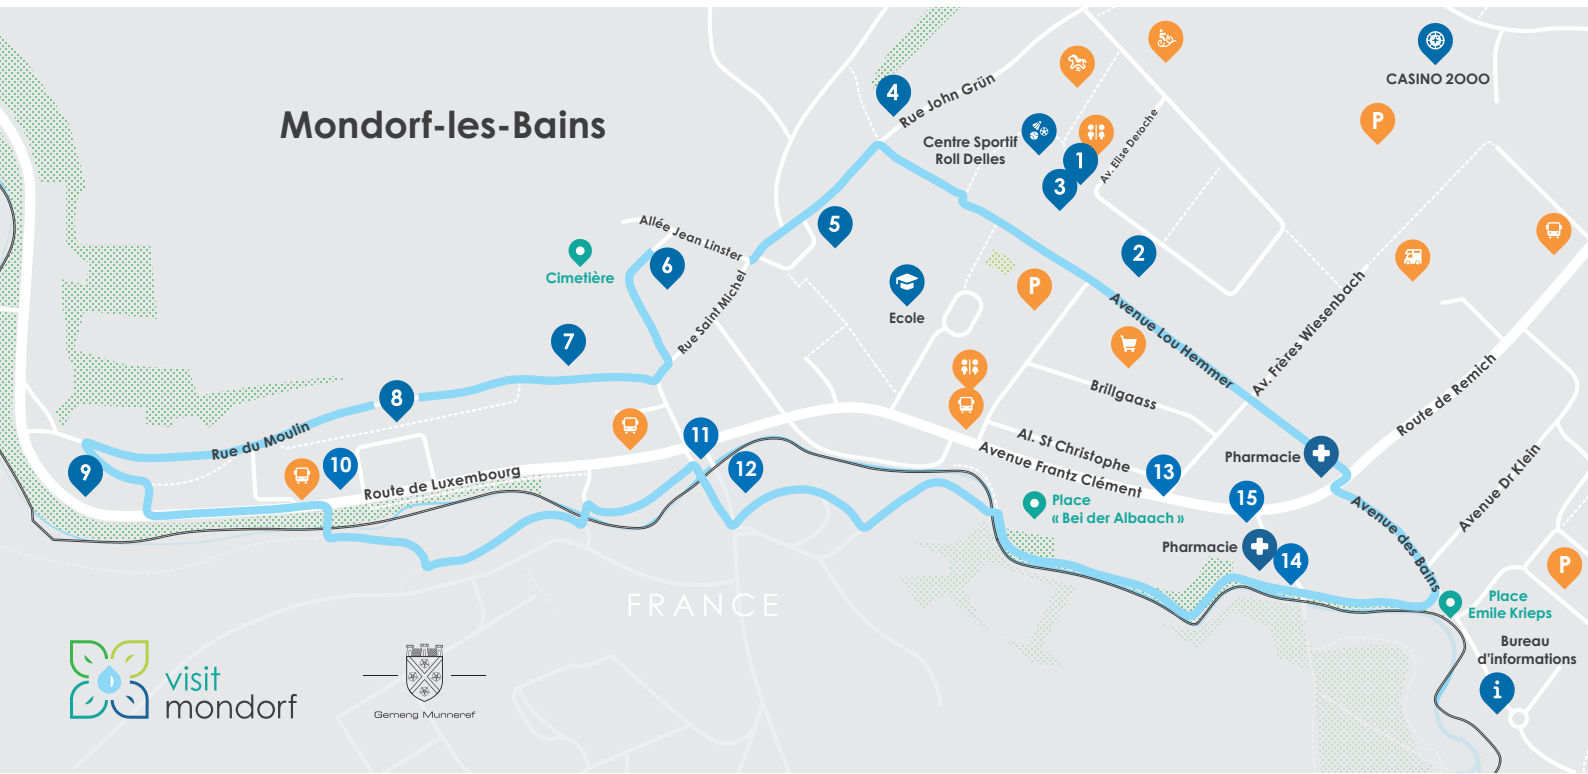 Mondorf-les-Bains
CASINO 2OOO
P
4
Rue John Grün
Centre Sportif
Roll Delles
1
3
Av. Elise Deroche
2
5
Allée Jean Linster
6
Cimetière
Rue Saint Michel
Ecole
P
Avenue Lou Hemmer
Av. Frères Wiesenbach
7
8
Brillgaass
Route de Remich
Rue du Moulin
9
10
11
12
Route de Luxembourg
Al. St Christophe
Avenue Frantz Clément
13
Pharmacie
15
Place
« Bei der Albaach »
Pharmacie
14
Avenue des Bains
Avenue Dr Klein
P
Place
Emile Krieps
Bureau
d'informations
i
FRANCE
visit
mondorf
Gemeng Munneref